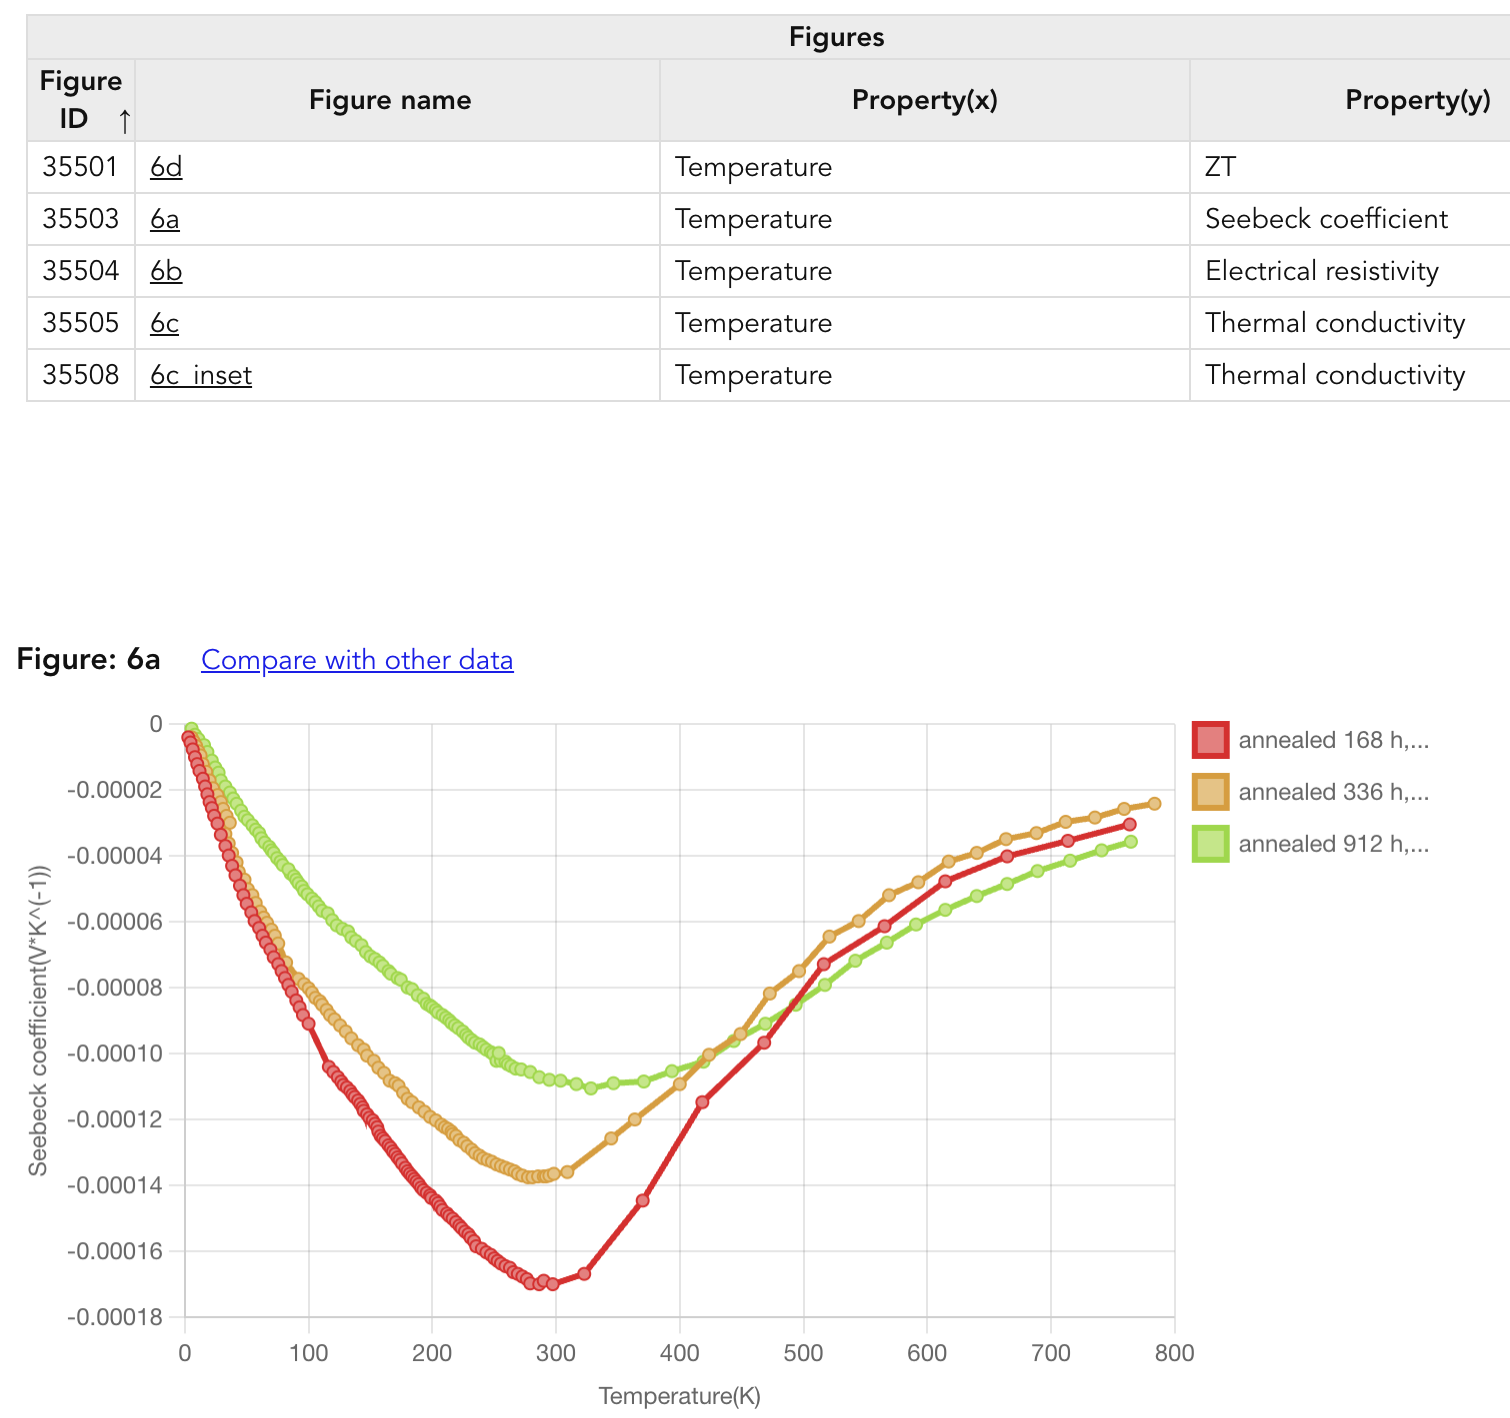 Figures
Figure ID ↑ Figure name Property(x) Property(y)
35501 6d Temperature ZT
35503 6a Temperature Seebeck coefficient
35504 6b Temperature Electrical resistivity
35505 6c Temperature Thermal conductivity
35508 6c_inset Temperature Thermal conductivity
Figure: 6a Compare with other data
0
-0.00002
-0.00004
-0.00006
-0.00008
-0.00010
-0.00012
-0.00014
-0.00016
-0.00018
Seebeck coefficient(V*K^(-1))
0 100 200 300 400 500 600 700 800
Temperature(K)
annealed 168 h,...
annealed 336 h,...
annealed 912 h,...